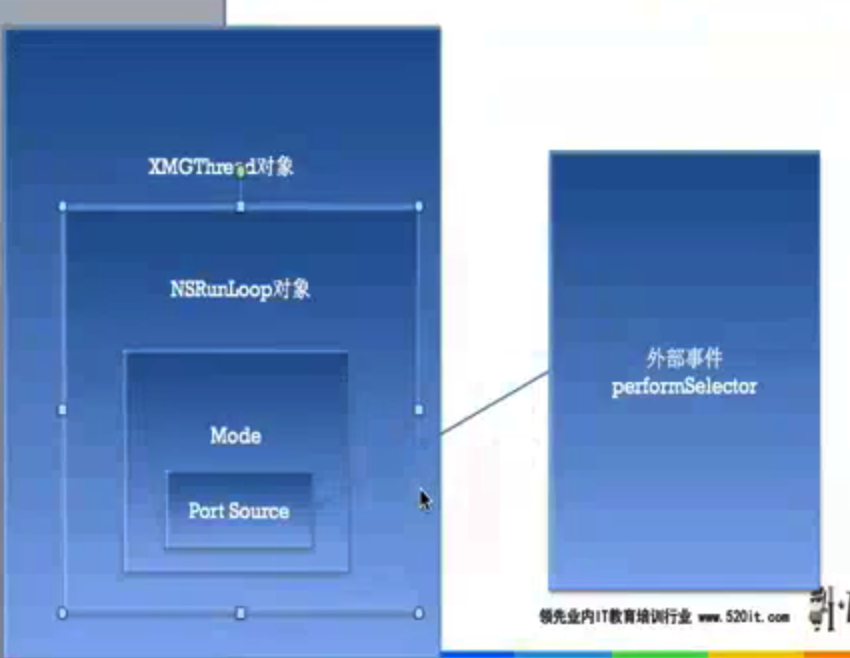 XMGThread对象
NSRunLoop对象
Mode
Port Source
外部事件
performSelector
领先业内IT教育培训行业 www.520it.com